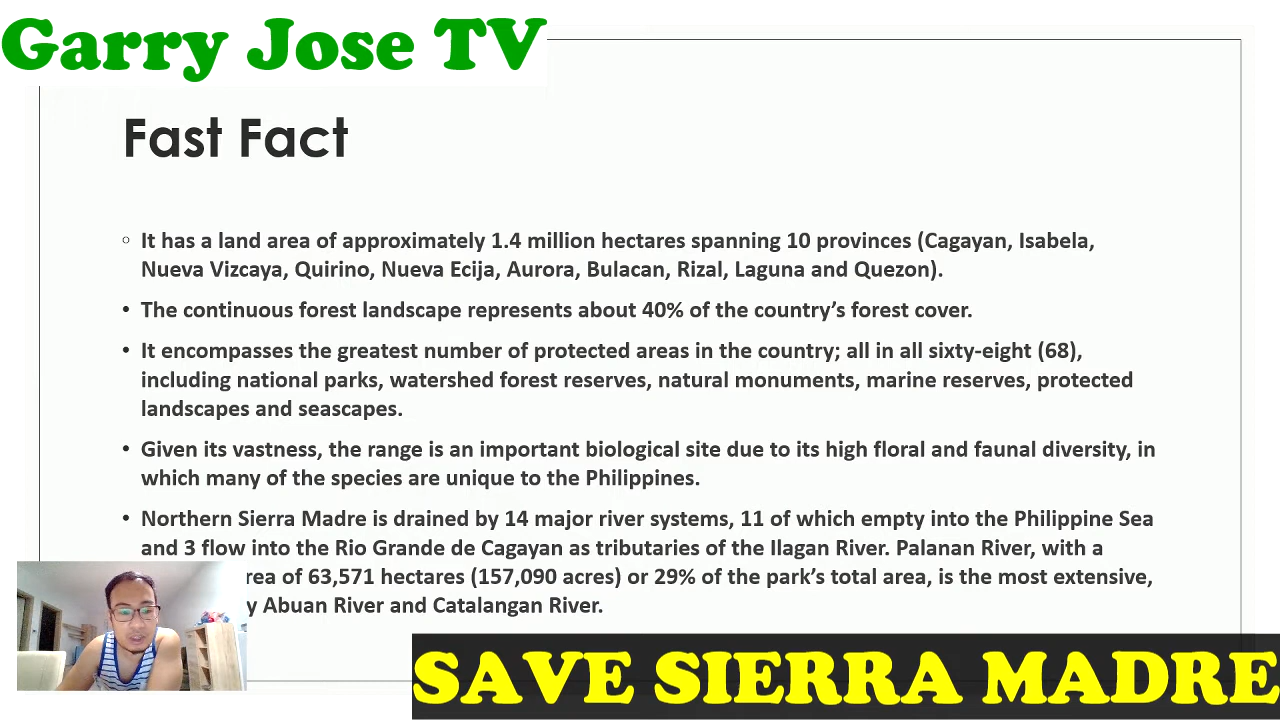 Garry Jose TV
Fast Fact
It has a land area of approximately 1.4 million hectares spanning 10 provinces (Cagayan, Isabela,
Nueva Vizcaya, Quirino, Nueva Ecija, Aurora, Bulacan, Rizal, Laguna and Quezon).
• The continuous forest landscape represents about 40% of the country’s forest cover.
• It encompasses the greatest number of protected areas in the country; all in all sixty-eight (68),
including national parks, watershed forest reserves, natural monuments, marine reserves, protected
landscapes and seascapes.
• Given its vastness, the range is an important biological site due to its high floral and faunal diversity, in
which many of the species are unique to the Philippines.
• Northern Sierra Madre is drained by 14 major river systems, 11 of which empty into the Philippine Sea
and 3 flow into the Rio Grande de Cagayan as tributaries of the Ilagan River. Palanan River, with a
of 63,571 hectares (157,090 acres) or 29% of the park’s total area, is the most extensive,
Abuan River and Catalangan River.
SAVE SIERRA MADRE